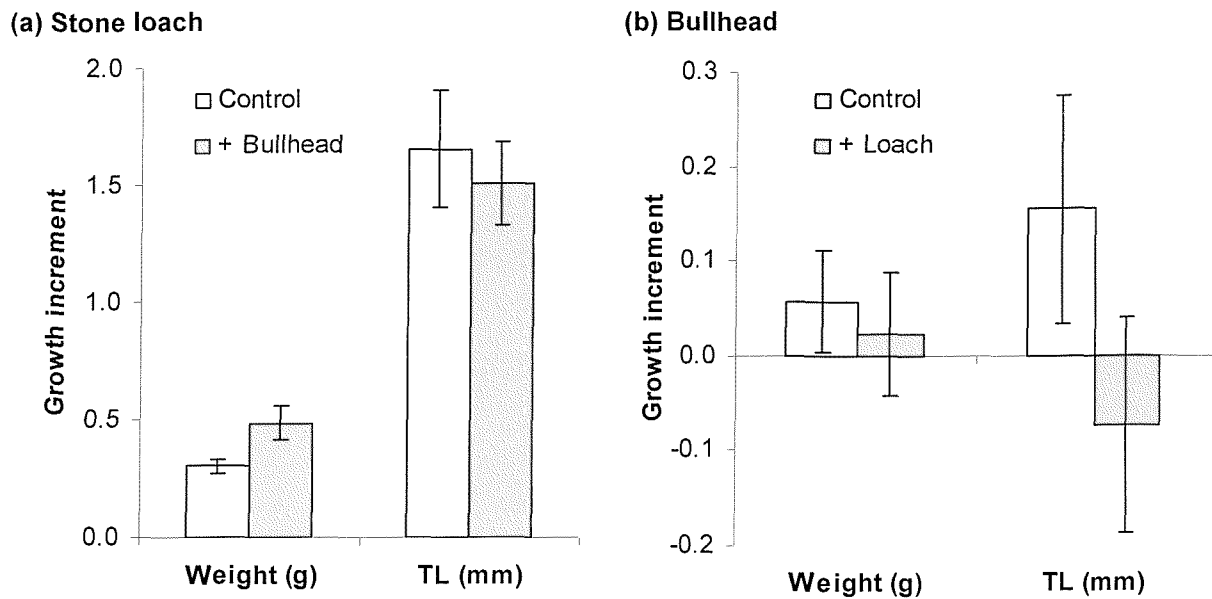 (a) Stone loach
2.0
1.5
1.0
0.5
0.0
Growth increment
Control
+ Bullhead
Weight (g)
TL (mm)
(b) Bullhead
0.3
0.2
0.1
0.0
-0.1
-0.2
Growth increment
Control
+ Loach
Weight (g)
TL (mm)